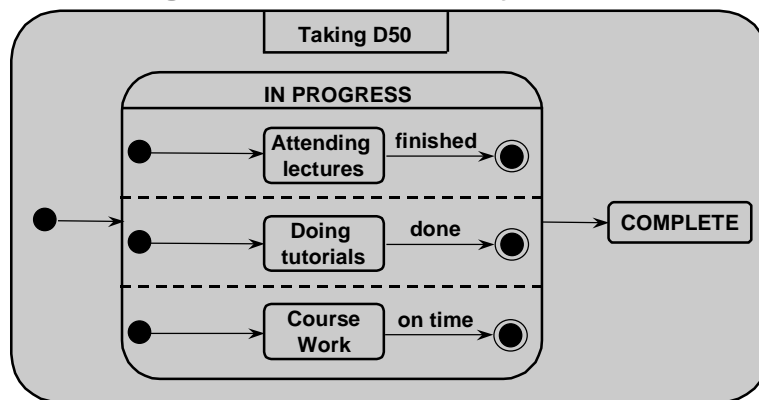 Taking D50
IN PROGRESS
Attending
lectures
finished
Doing
tutorials
done
COMPLETE
Course
Work
on time